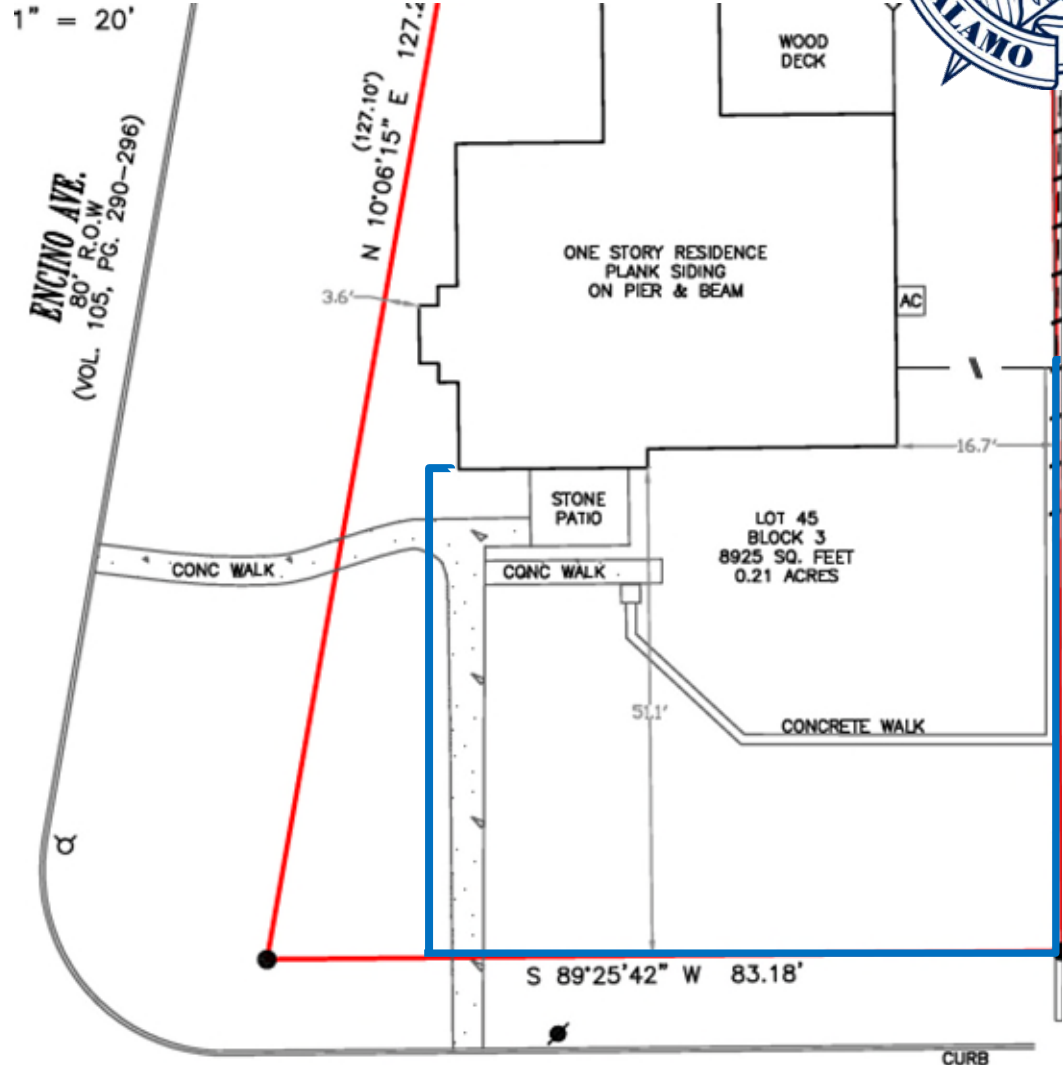 1" = 20'
ALAMO
WOOD
DECK
(127.10')
N 10°06'15" E 127.2
ENCINO AVE.
80' R.O.W
(VOL. 105, PG. 290-296)
ONE STORY RESIDENCE
PLANK SIDING
ON PIER & BEAM
3.6'
AC
16.7'
STONE
PATIO
LOT 45
BLOCK 3
8925 SQ. FEET
0.21 ACRES
CONC WALK
CONC WALK
51.1'
CONCRETE WALK
S 89°25'42" W 83.18'
CURB